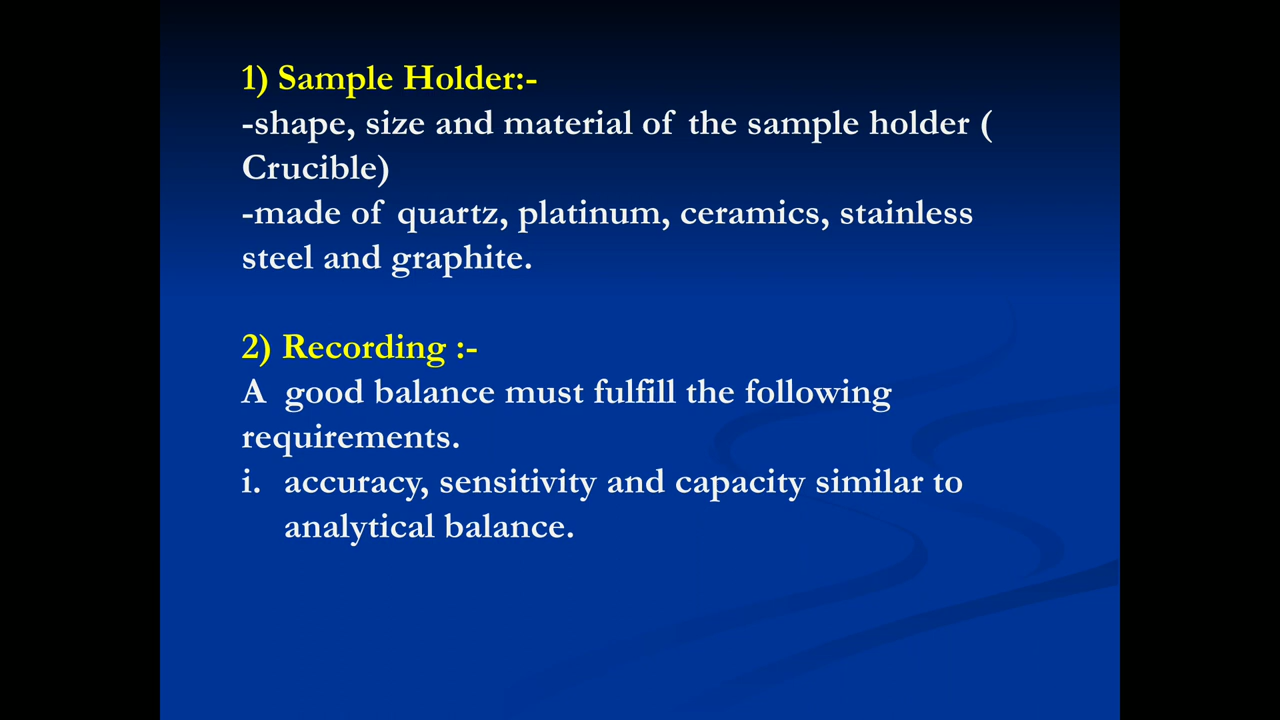 1) Sample Holder:-
-shape, size and material of the sample holder (
Crucible)
-made of quartz, platinum, ceramics, stainless
steel and graphite.
2) Recording :-
A good balance must fulfill the following
requirements.
i. accuracy, sensitivity and capacity similar to
analytical balance.